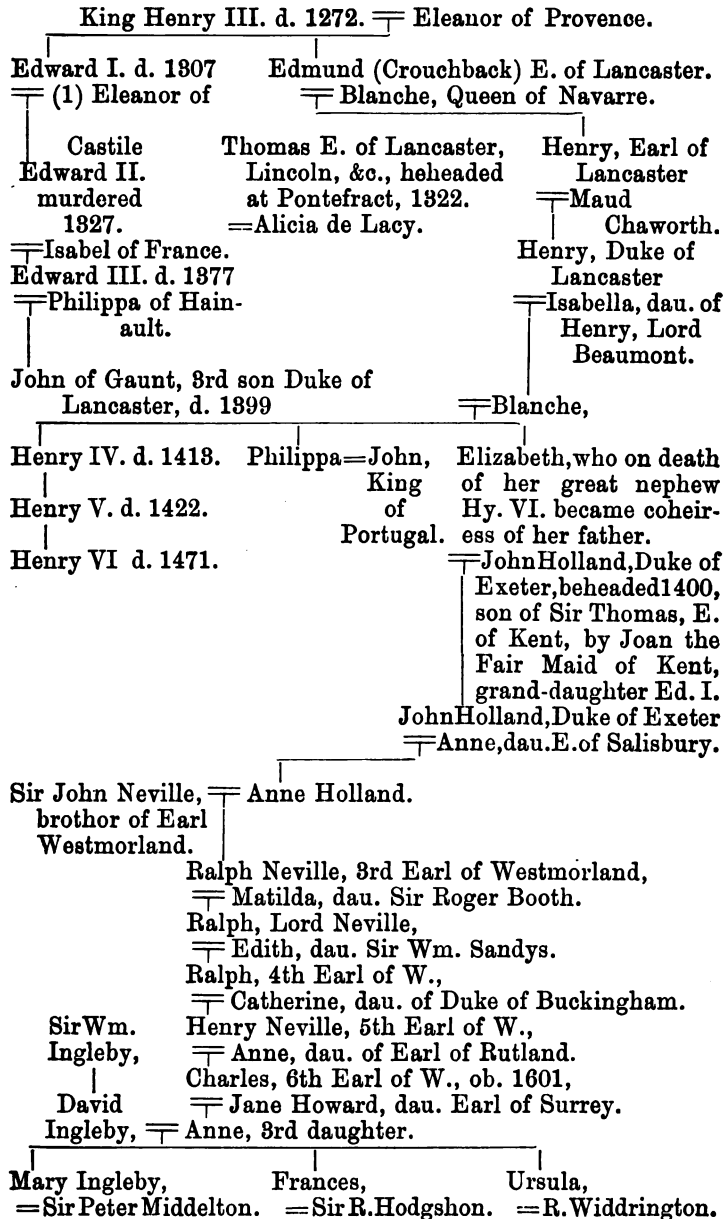 King Henry III. d. 1272. = Eleanor of Provence.
Edward I. d. 1307 Edmund (Crouchback) E. of Lancaster.
= (1) Eleanor of = Blanche, Queen of Navarre.
Castile Thomas E. of Lancaster, Henry, Earl of
Edward II. Lincoln, &c., heheaded Lancaster
murdered at Pontefract, 1322. =Maud
1327. =Alicia de Lacy. Chaworth.
=Isabel of France. Henry, Duke of
Edward III. d. 1377 Lancaster
=Philippa of Hain- =Isabella, dau. of
ault. Henry, Lord
Beaumont.
John of Gaunt, 3rd son Duke of
Lancaster, d. 1399 =Blanche,
Henry IV. d. 1413. Philippa=John, Elizabeth, who on death
King of her great nephew
Henry V. d. 1422. of Hy. VI. became coheir-
Portugal. ess of her father.
Henry VI d. 1471. =John Holland, Duke of
Exeter, beheaded 1400,
son of Sir Thomas, E.
of Kent, by Joan the
Fair Maid of Kent,
grand-daughter Ed. I.
John Holland, Duke of Exeter
=Anne, dau. E. of Salisbury.
Sir John Neville, = Anne Holland.
brothor of Earl
Westmorland.
Ralph Neville, 3rd Earl of Westmorland,
= Matilda, dau. Sir Roger Booth.
Ralph, Lord Neville,
= Edith, dau. Sir Wm. Sandys.
Ralph, 4th Earl of W.,
= Catherine, dau. of Duke of Buckingham.
Sir Wm. Henry Neville, 5th Earl of W.,
Ingleby, = Anne, dau. of Earl of Rutland.
Charles, 6th Earl of W., ob. 1601,
David = Jane Howard, dau. Earl of Surrey.
Ingleby, = Anne, 3rd daughter.
Mary Ingleby, Frances, Ursula,
=Sir Peter Middelton. =Sir R. Hodgshon. =R. Widdrington.